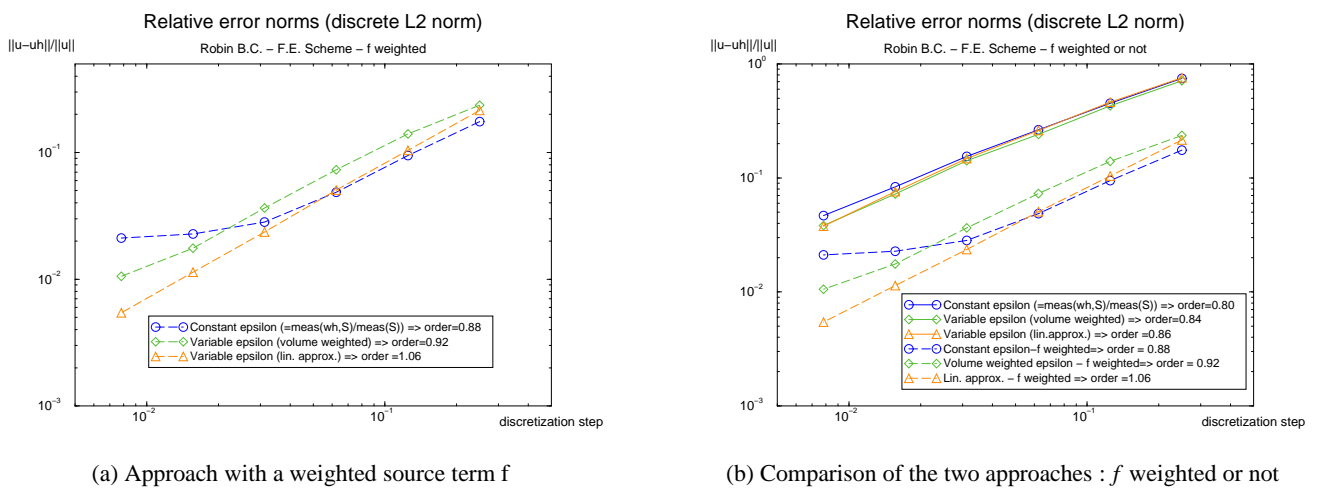 Relative error norms (discrete L2 norm)
||u−uh||/||u||
Robin B.C. − F.E. Scheme − f weighted
10−1
10−2
10−3
10−2
10−1
discretization step
Constant epsilon (=meas(wh,S)/meas(S)) => order=0.88
Variable epsilon (volume weighted) => order=0.92
Variable epsilon (lin. approx.) => order =1.06
(a) Approach with a weighted source term f
Relative error norms (discrete L2 norm)
||u−uh||/||u||
Robin B.C. − F.E. Scheme − f weighted or not
100
10−1
10−2
10−3
10−2
10−1
discretization step
Constant epsilon (=meas(wh,S)/meas(S)) => order=0.80
Variable epsilon (volume weighted) => order=0.84
Variable epsilon (lin.approx.) => order =0.86
Constant epsilon−f weighted=> order = 0.88
Volume weighted epsilon − f weighted=> order = 0.92
Lin. approx. − f weighted => order =1.06
(b) Comparison of the two approaches : f weighted or not